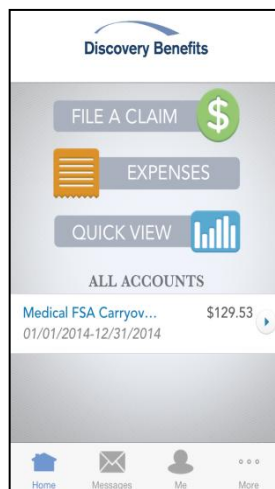 Discovery Benefits
FILE A CLAIM $
EXPENSES
QUICK VIEW
ALL ACCOUNTS
Medical FSA Carryov... $129.53
01/01/2014-12/31/2014
Home Messages Me More